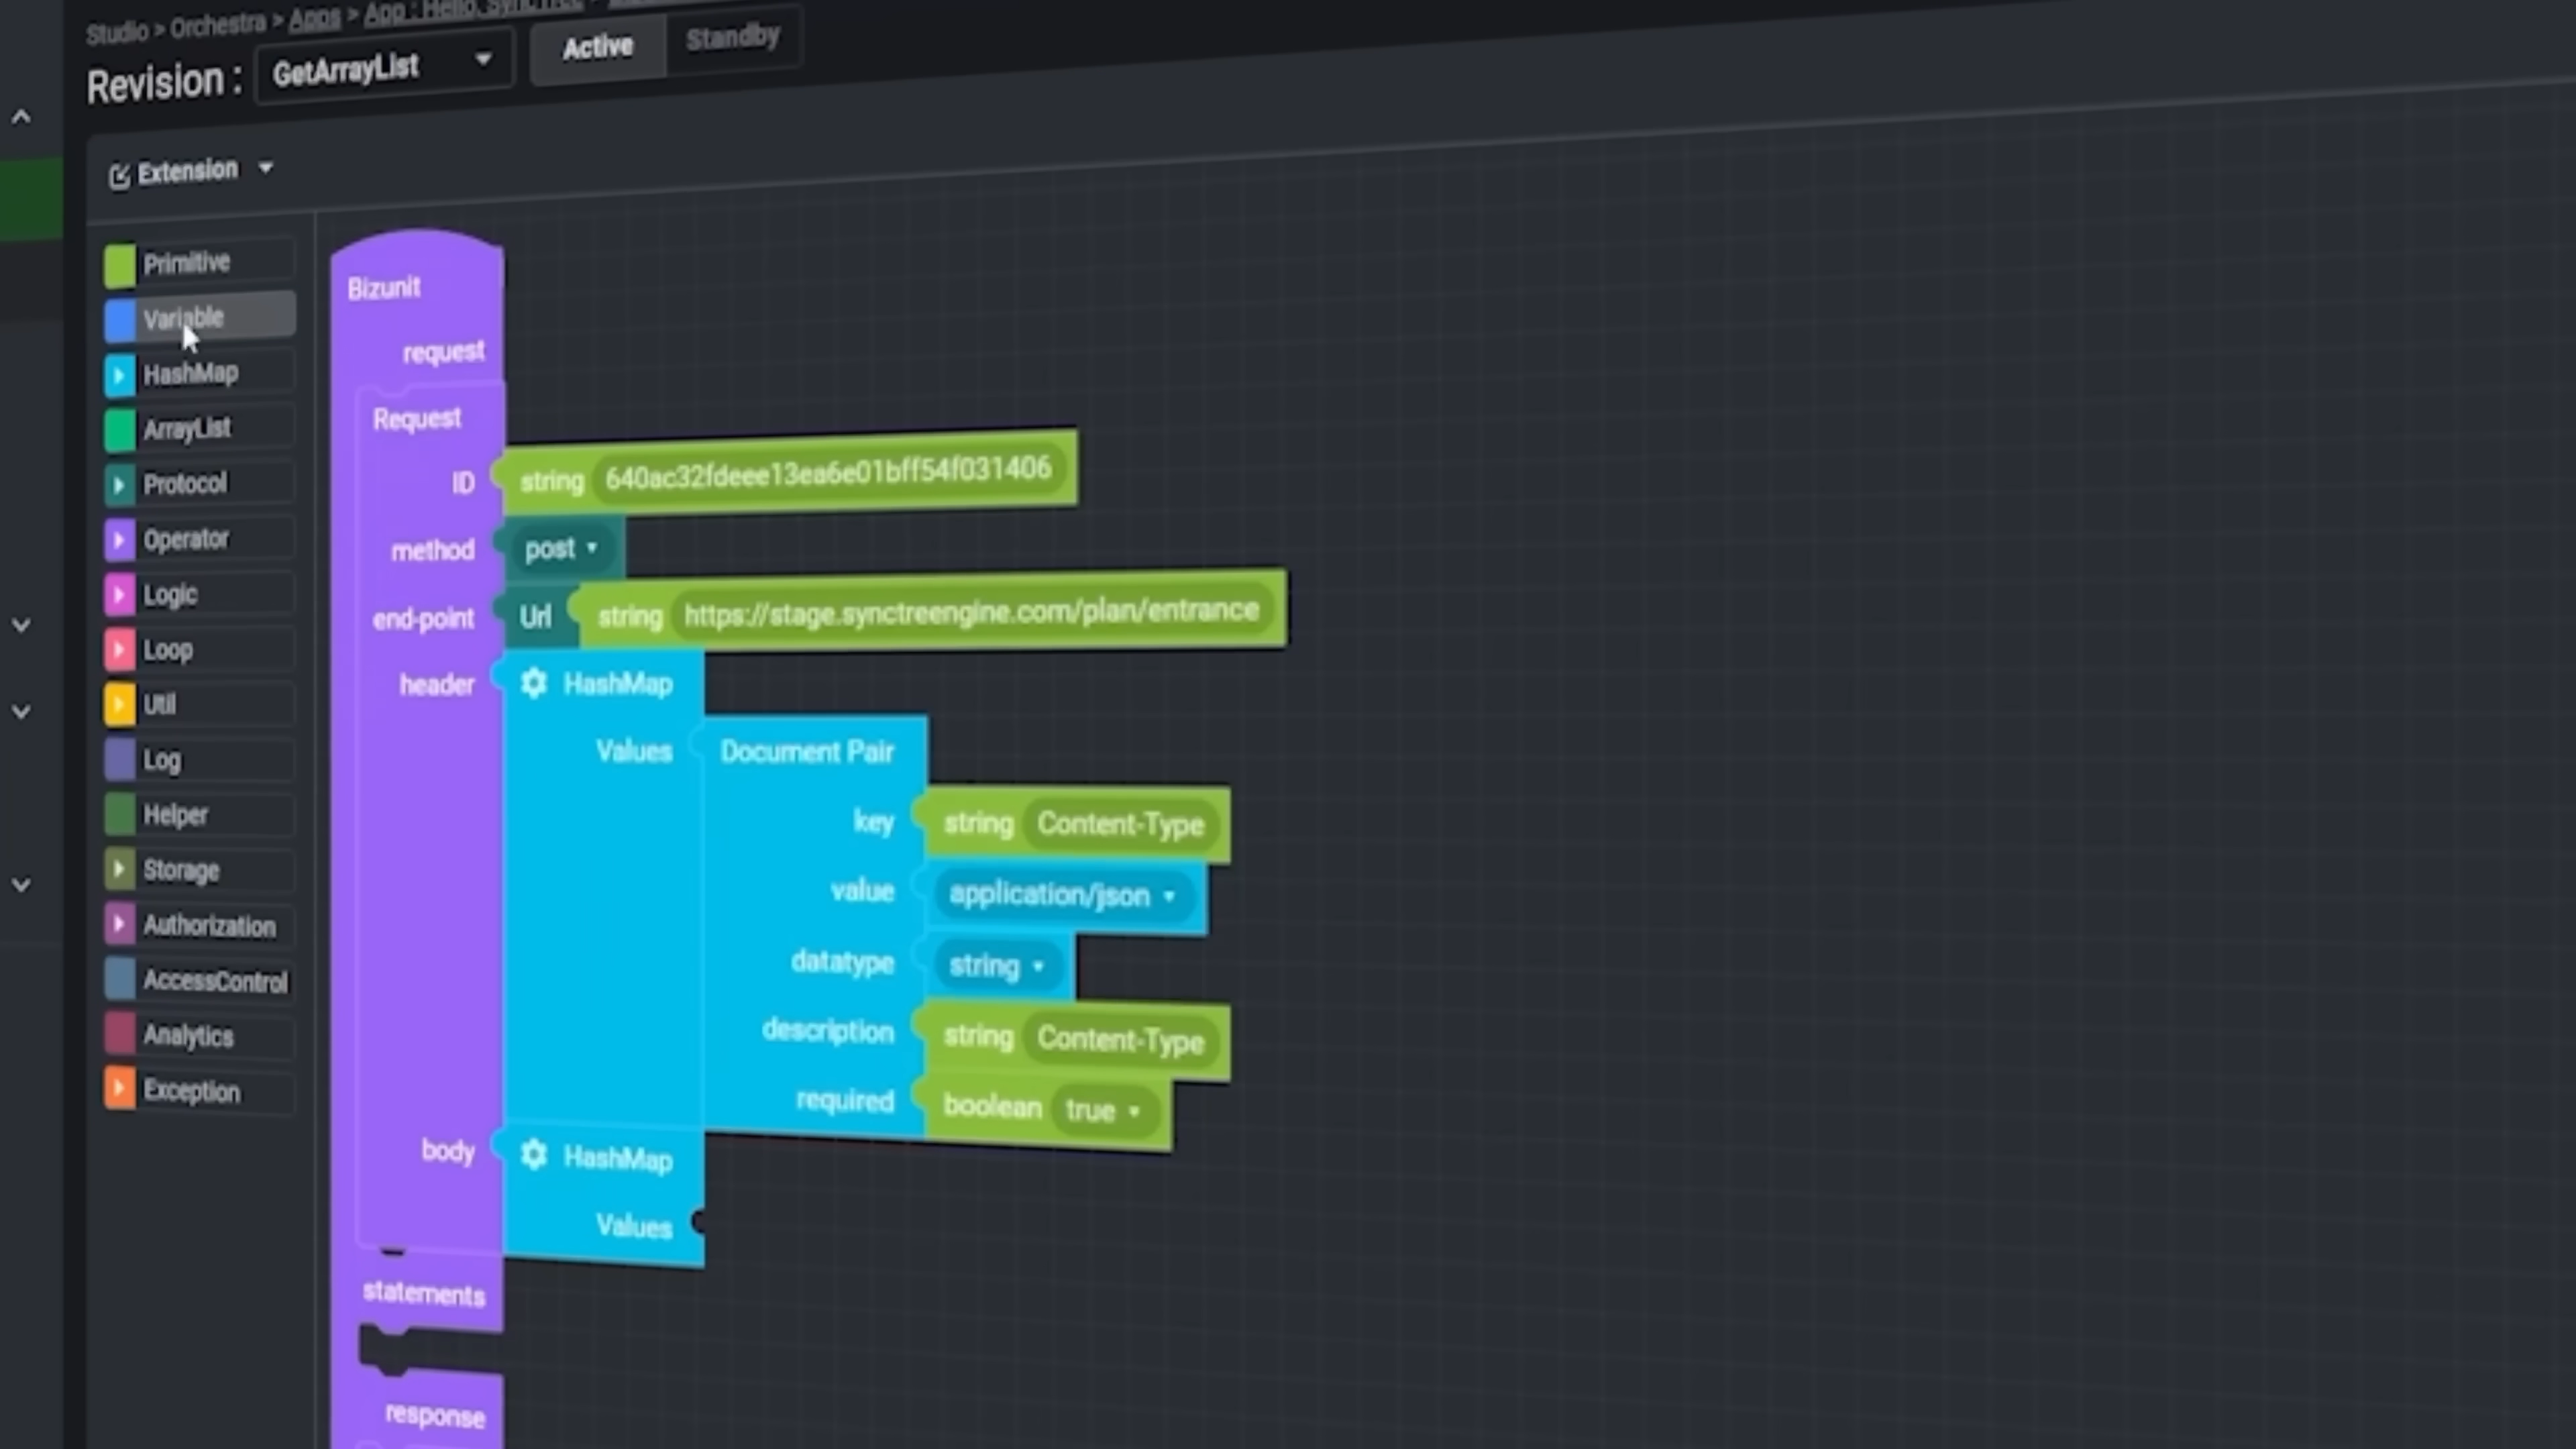 Studio > Orchestra > Apps > App : Hello, SyncTree
Revision : GetArrayList Active Standby
Extension
Primitive
Variable
HashMap
ArrayList
Protocol
Operator
Logic
Loop
Util
Log
Helper
Storage
Authorization
AccessControl
Analytics
Exception
Bizunit
request
Request
ID string 640ac32fdeee13ea6e01bff54f031406
method post
end-point Url string https://stage.synctreengine.com/plan/entrance
header HashMap
Values Document Pair
key string Content-Type
value application/json
datatype string
description string Content-Type
required boolean true
body HashMap
Values
statements
response